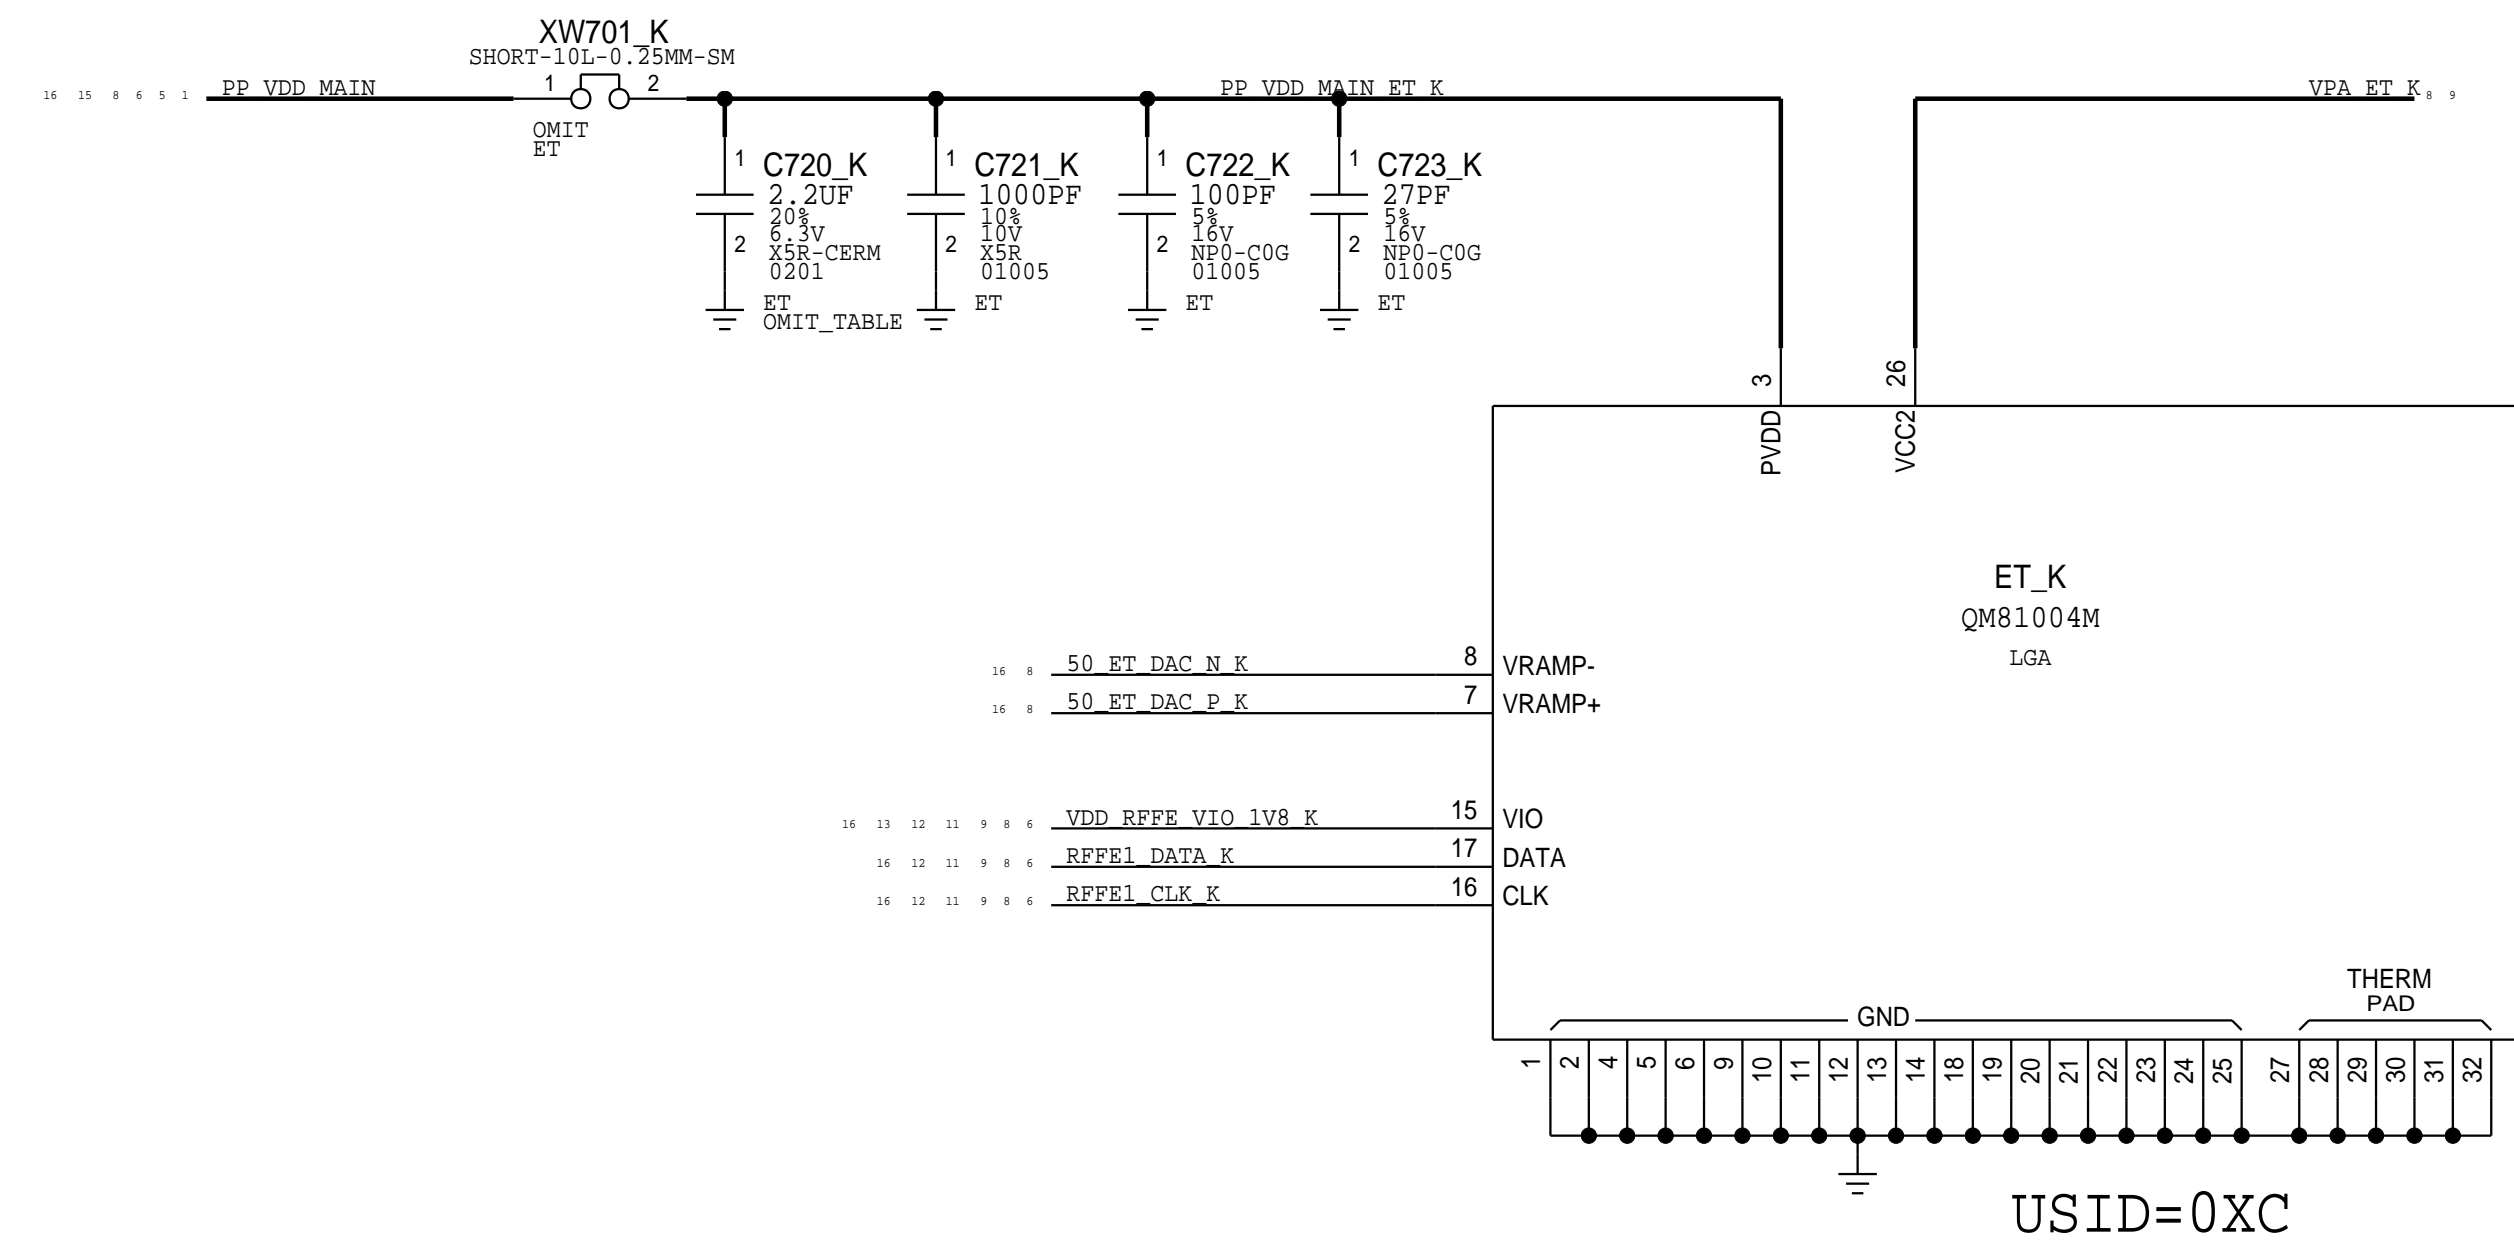 XW701_K
SHORT-10L-0.25MM-SM
16 15 8 6 5 1 PP_VDD_MAIN 1 2 PP_VDD_MAIN_ET_K VPA_ET_K 8 9
OMIT
ET
1 C720_K
2.2UF
20%
6.3V
2 X5R-CERM
0201
ET
OMIT_TABLE
1 C721_K
1000PF
10%
10V
2 X5R
01005
ET
1 C722_K
100PF
5%
16V
2 NP0-C0G
01005
ET
1 C723_K
27PF
5%
16V
2 NP0-C0G
01005
ET
3 26
PVDD VCC2
ET_K
QM81004M
LGA
16 8 50_ET_DAC_N_K 8 VRAMP-
16 8 50_ET_DAC_P_K 7 VRAMP+
16 13 12 11 9 8 6 VDD_RFFE_VIO_1V8_K 15 VIO
16 12 11 9 8 6 RFFE1_DATA_K 17 DATA
16 12 11 9 8 6 RFFE1_CLK_K 16 CLK
THERM
PAD
GND
1 2 4 5 6 9 10 11 12 13 14 18 19 20 21 22 23 24 25 27 28 29 30 31 32
USID=0XC